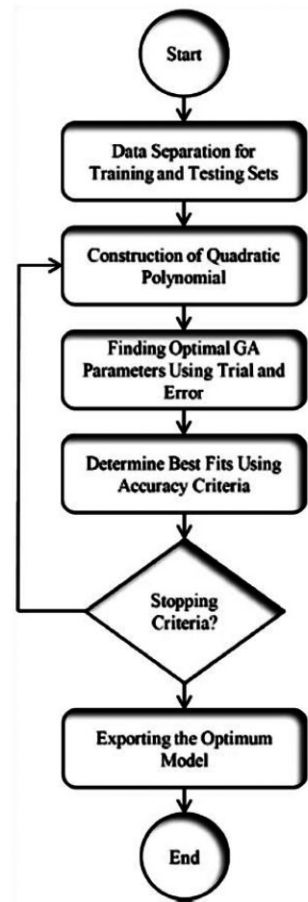 Start
Data Separation for
Training and Testing Sets
Construction of Quadratic
Polynomial
Finding Optimal GA
Parameters Using Trial and
Error
Determine Best Fits Using
Accuracy Criteria
Stopping
Criteria?
Exporting the Optimum
Model
End